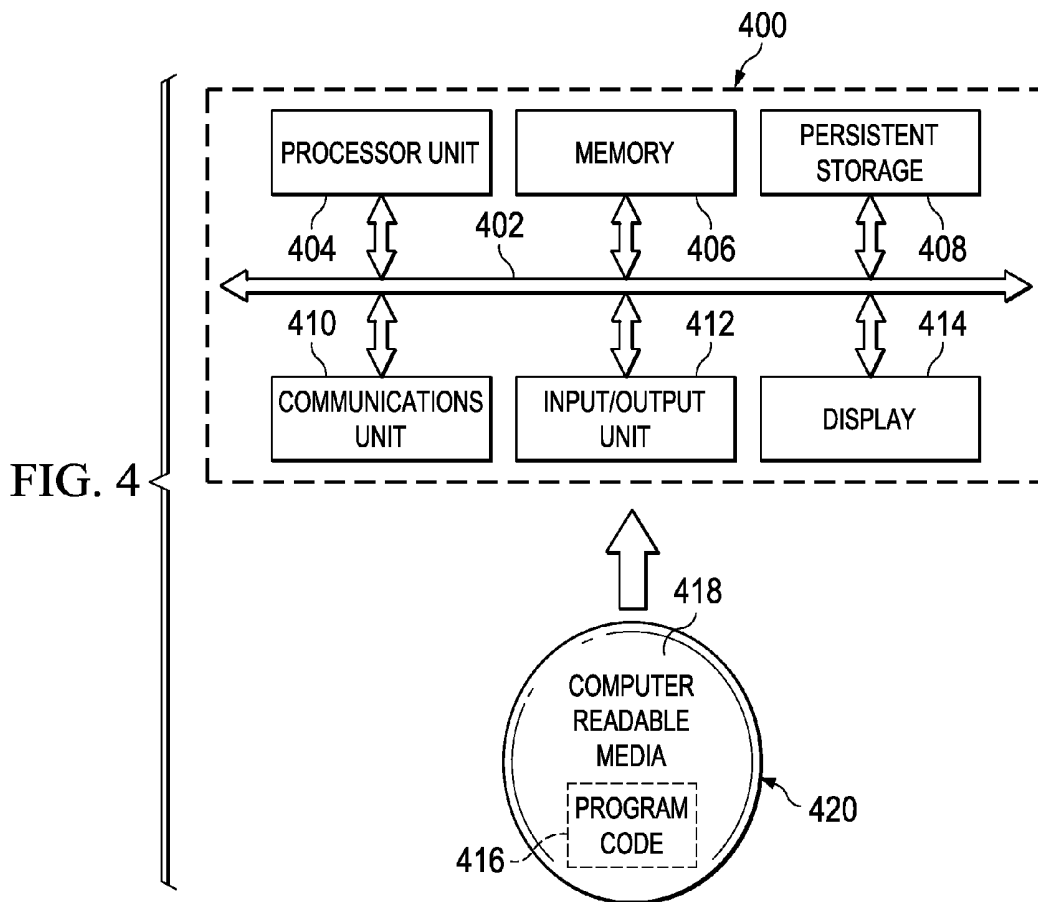 400
PROCESSOR UNIT
MEMORY
PERSISTENT
STORAGE
404
402
406
408
410
412
414
COMMUNICATIONS
UNIT
INPUT/OUTPUT
UNIT
DISPLAY
FIG. 4
418
COMPUTER
READABLE
MEDIA
PROGRAM
CODE
416
420